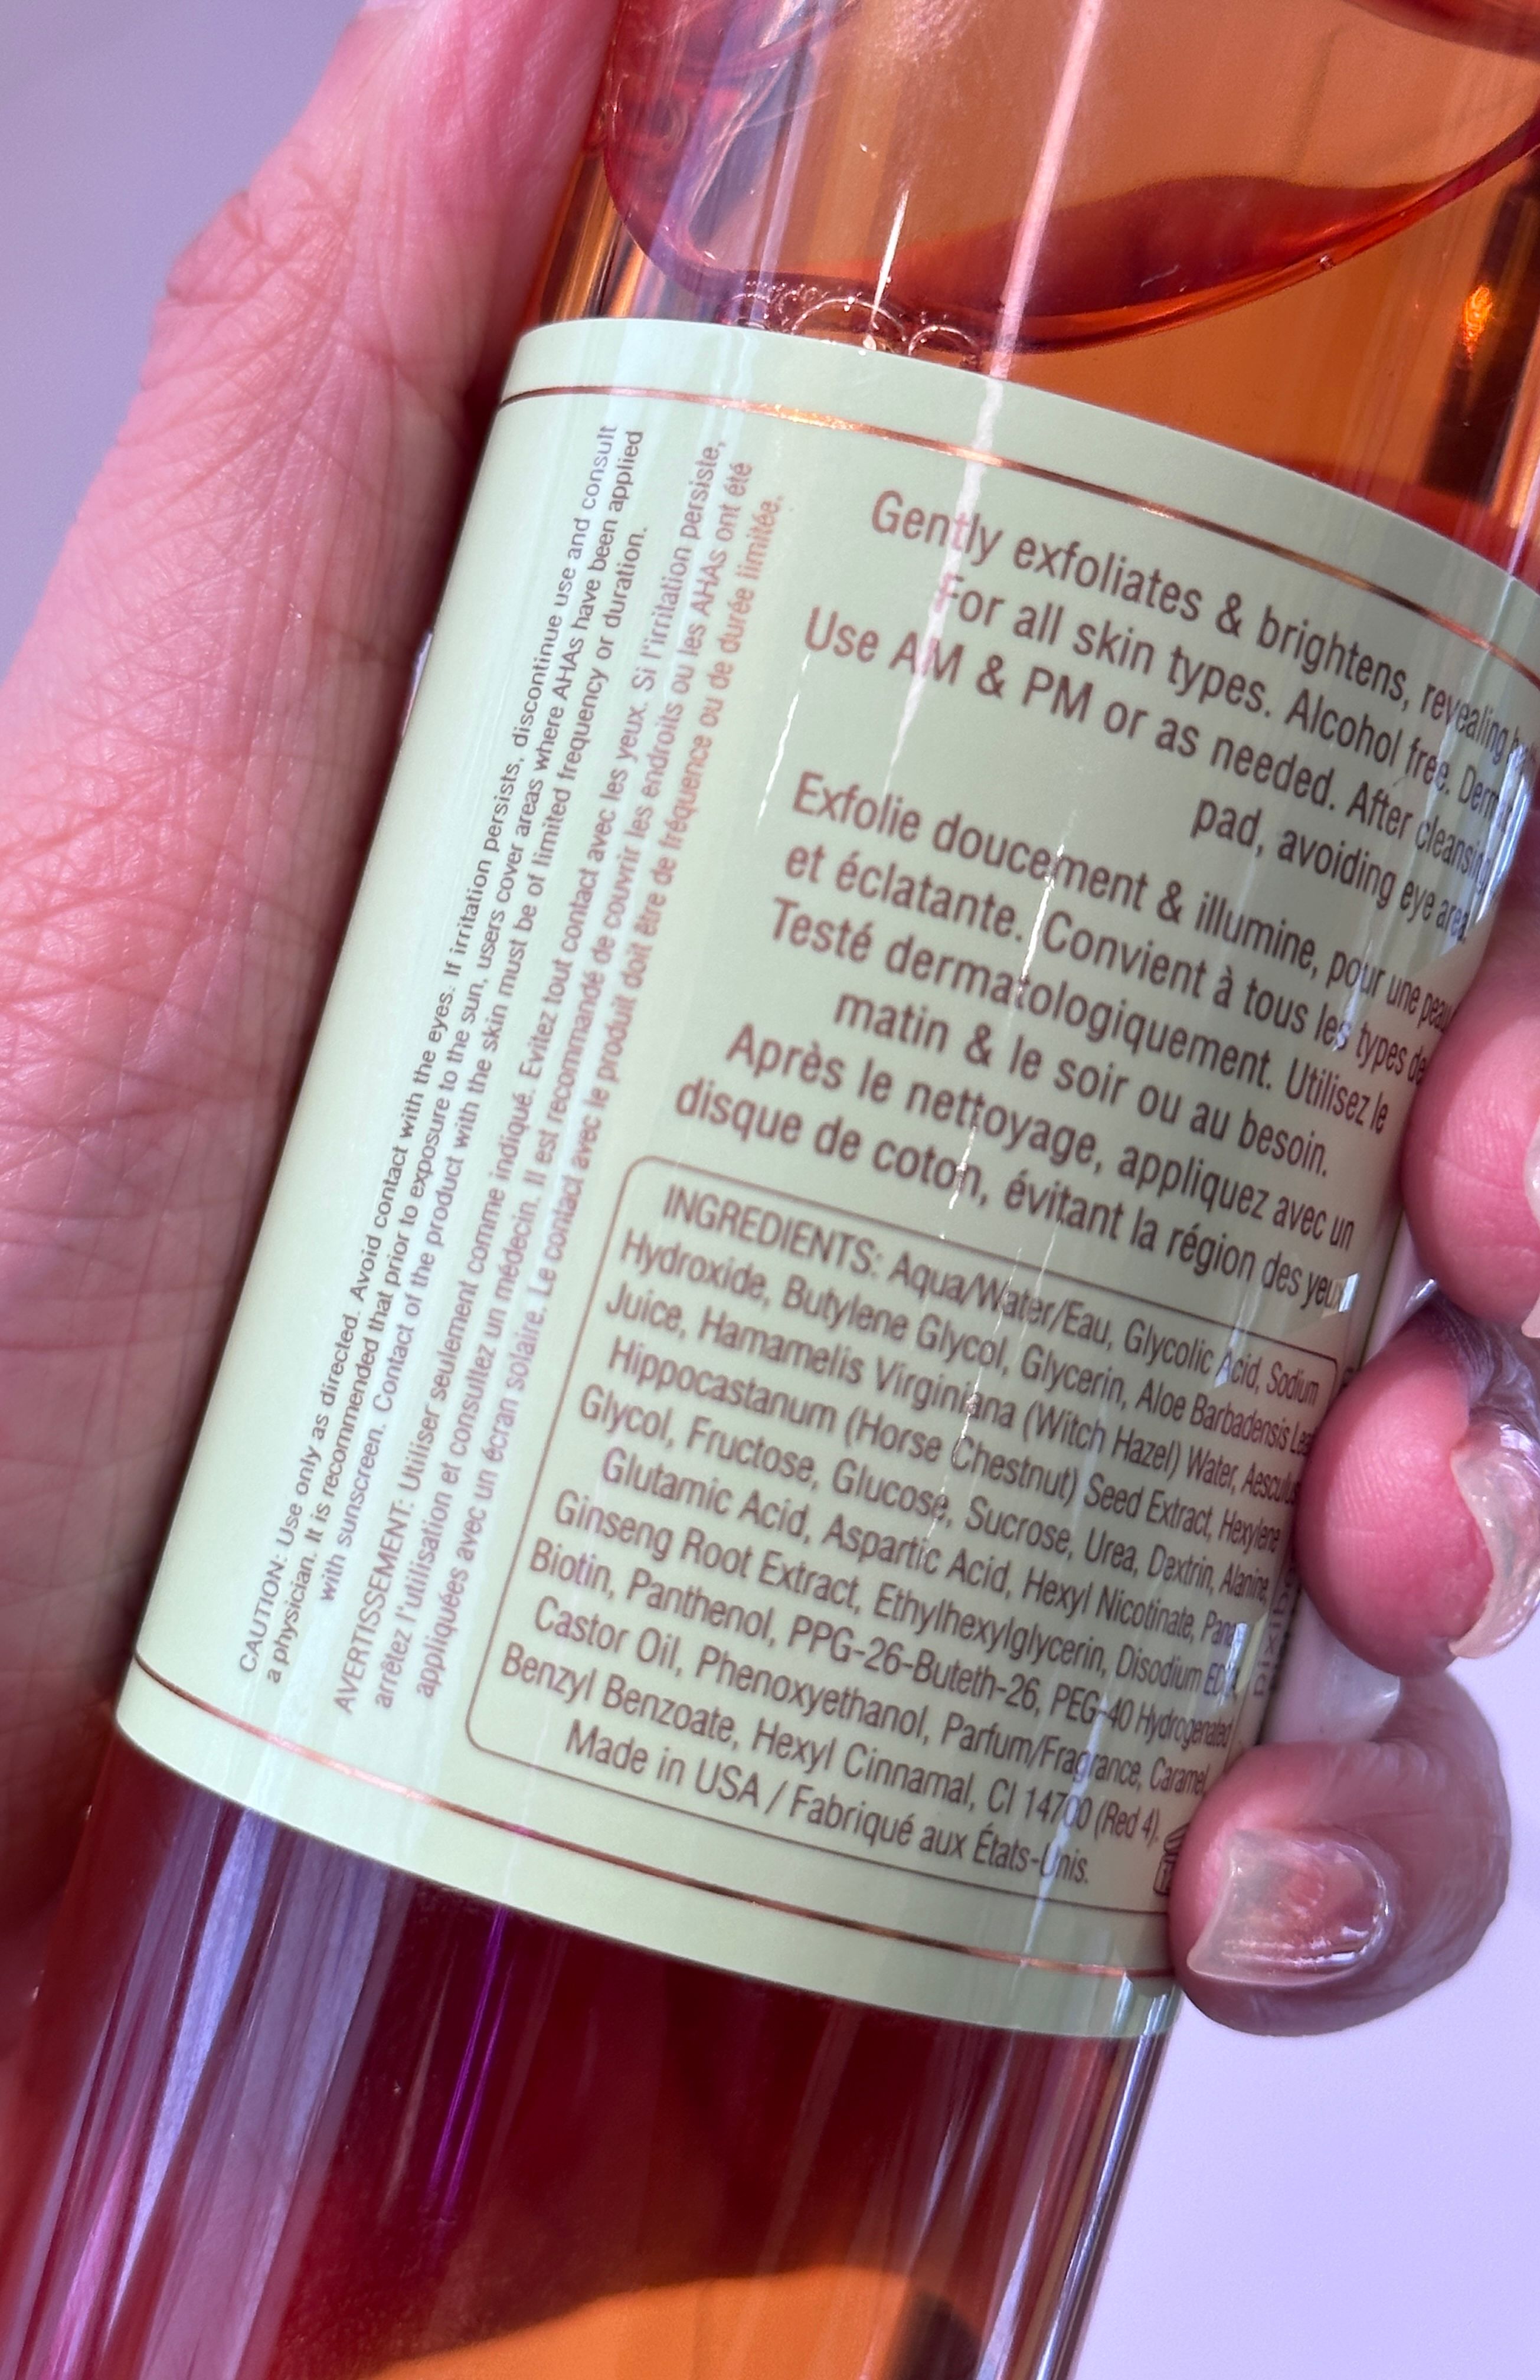 CAUTION: Use only as directed. Avoid contact with the eyes. If irritation persists, discontinue use and consult
a physician. It is recommended that prior to exposure to the sun, users cover areas where AHAs have been applied
with sunscreen. Contact of the product with the skin must be of limited frequency or duration.
AVERTISSEMENT: Utiliser seulement comme indiqué. Evitez tout contact avec les yeux. Si l'irritation persiste,
arrêtez l'utilisation et consultez un médecin. Il est recommandé de couvrir les endroits ou les AHAs ont été
appliquées avec un écran solaire. Le contact avec le produit doit être de fréquence ou de durée limitée.
Gently exfoliates & brightens, revealing
For all skin types. Alcohol free.
Use AM & PM or as needed. After cleansing
pad, avoiding eye area.
Exfolie doucement & illumine, pour une peau
et éclatante. Convient à tous les types de
Testé dermatologiquement. Utilisez le
matin & le soir ou au besoin.
Après le nettoyage, appliquez avec un
disque de coton, évitant la région des yeux
INGREDIENTS: Aqua/Water/Eau, Glycolic Acid, Sodium
Hydroxide, Butylene Glycol, Glycerin, Aloe Barbadensis
Juice, Hamamelis Virginiana (Witch Hazel) Water, Aesculus
Hippocastanum (Horse Chestnut) Seed Extract, Hexylene
Glycol, Fructose, Glucose, Sucrose, Urea, Dextrin, Alanine,
Glutamic Acid, Aspartic Acid, Hexyl Nicotinate,
Ginseng Root Extract, Ethylhexylglycerin, Disodium EDTA,
Biotin, Panthenol, PPG-26-Buteth-26, PEG-40 Hydrogenated
Castor Oil, Phenoxyethanol, Parfum/Fragrance, Caramel,
Benzyl Benzoate, Hexyl Cinnamal, CI 14700 (Red 4).
Made in USA / Fabriqué aux États-Unis.